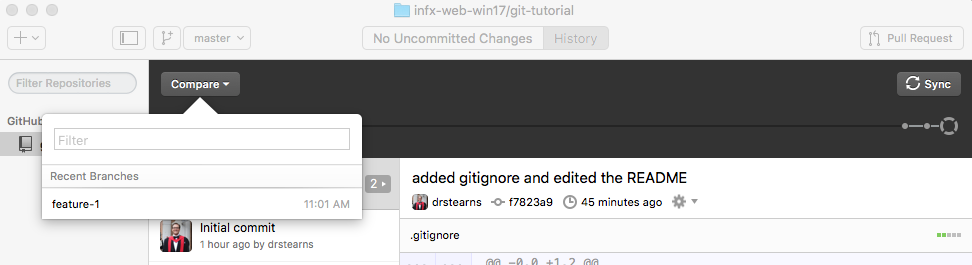 infx-web-win17/git-tutorial
master
No Uncommitted Changes
History
Pull Request
Filter Repositories
Compare
Sync
GitHub
Filter
Recent Branches
feature-1
11:01 AM
2
added gitignore and edited the README
drstearns
f7823a9
45 minutes ago
Initial commit
1 hour ago by drstearns
.gitignore
@@ -0,0 +1,2 @@